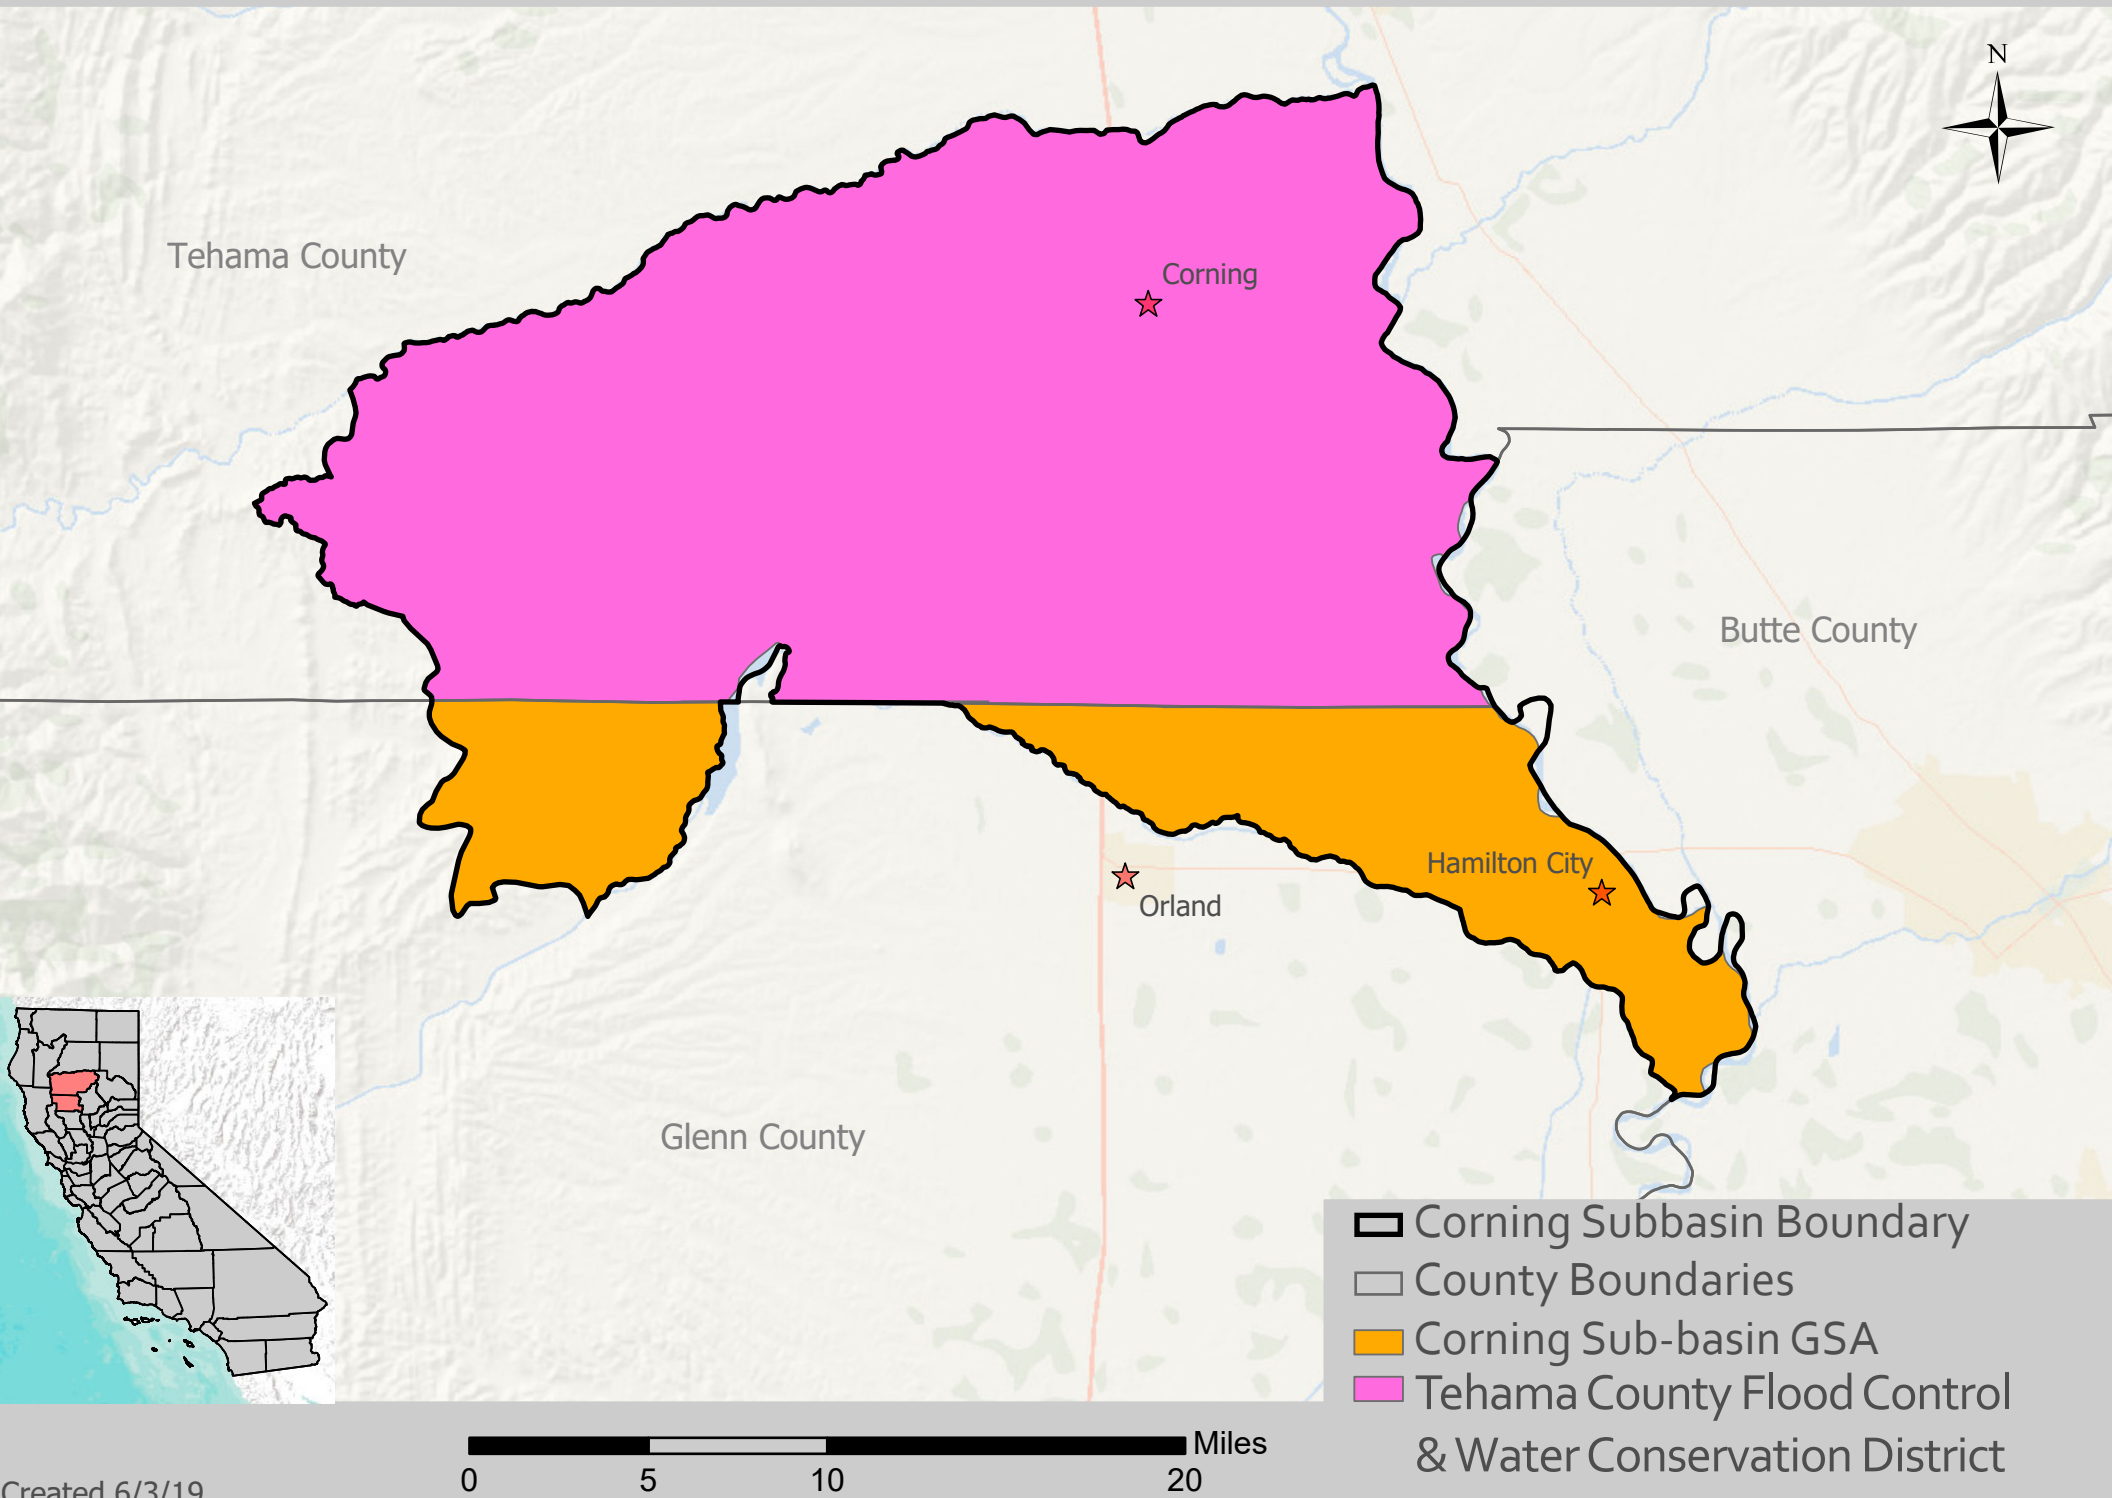 N
Tehama County
Corning
Butte County
Hamilton City
Orland
Glenn County
Corning Subbasin Boundary
County Boundaries
Corning Sub-basin GSA
Tehama County Flood Control
& Water Conservation District
Miles
0 5 10 20
Created 6/3/19